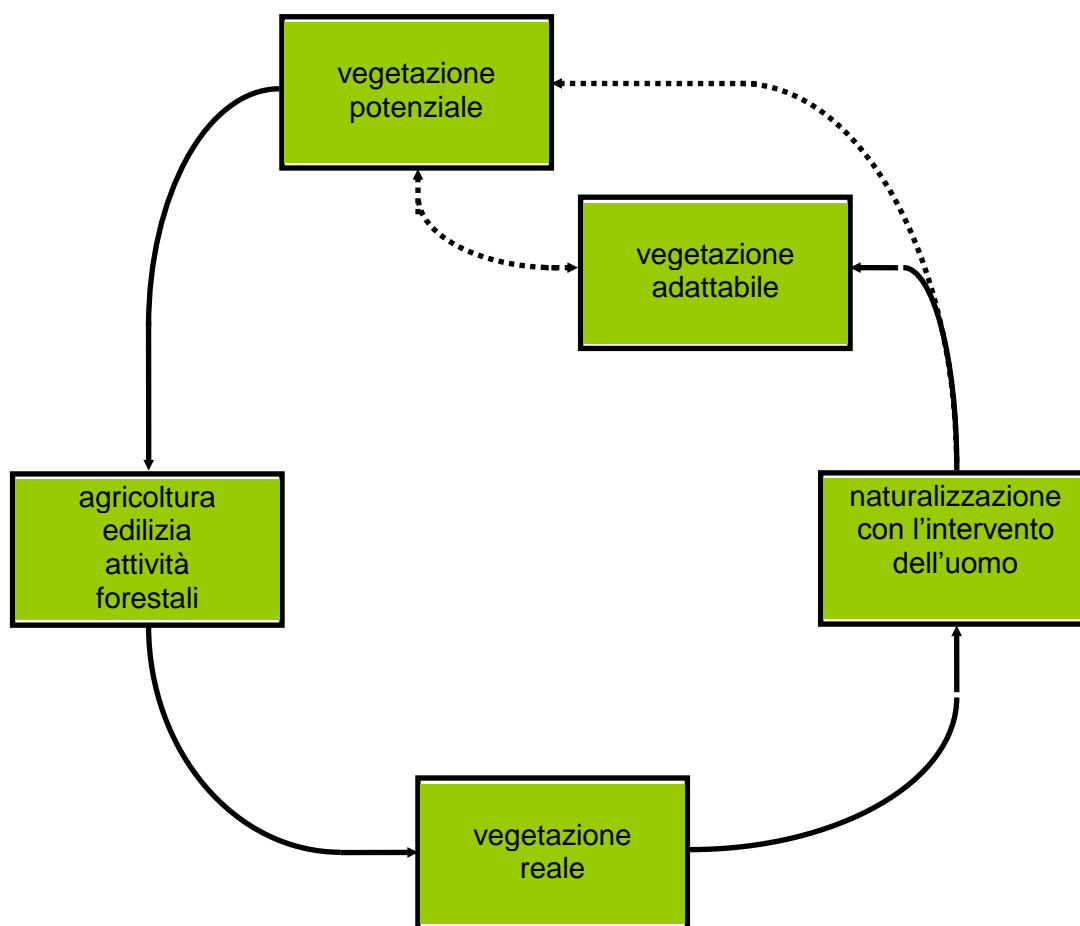 vegetazione
potenziale
vegetazione
adattabile
agricoltura
edilizia
attività
forestali
naturalizzazione
con l’intervento
dell’uomo
vegetazione
reale